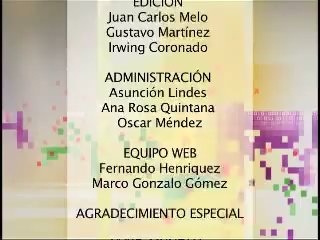 EDICIÓN
Juan Carlos Melo
Gustavo Martínez
Irwing Coronado
ADMINISTRACIÓN
Asunción Lindes
Ana Rosa Quintana
Oscar Méndez
EQUIPO WEB
Fernando Henriquez
Marco Gonzalo Gómez
AGRADECIMIENTO ESPECIAL